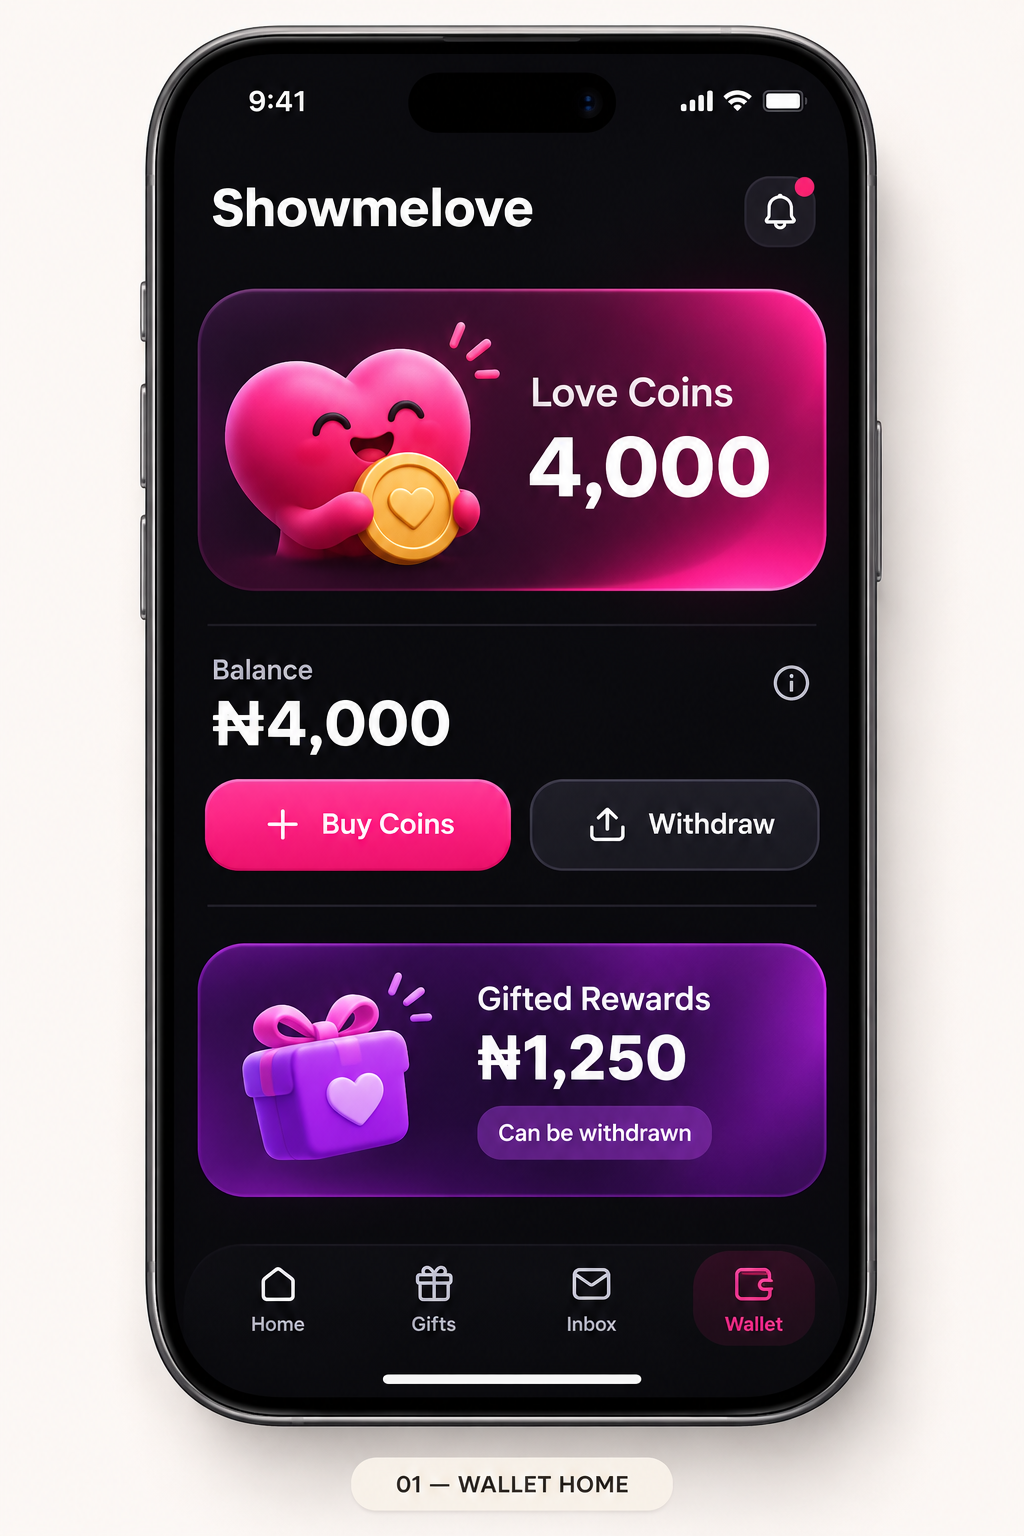 9:41
Showmelove
Love Coins
4,000
Balance
₦4,000
Buy Coins
Withdraw
Gifted Rewards
₦1,250
Can be withdrawn
Home
Gifts
Inbox
Wallet
01 — WALLET HOME